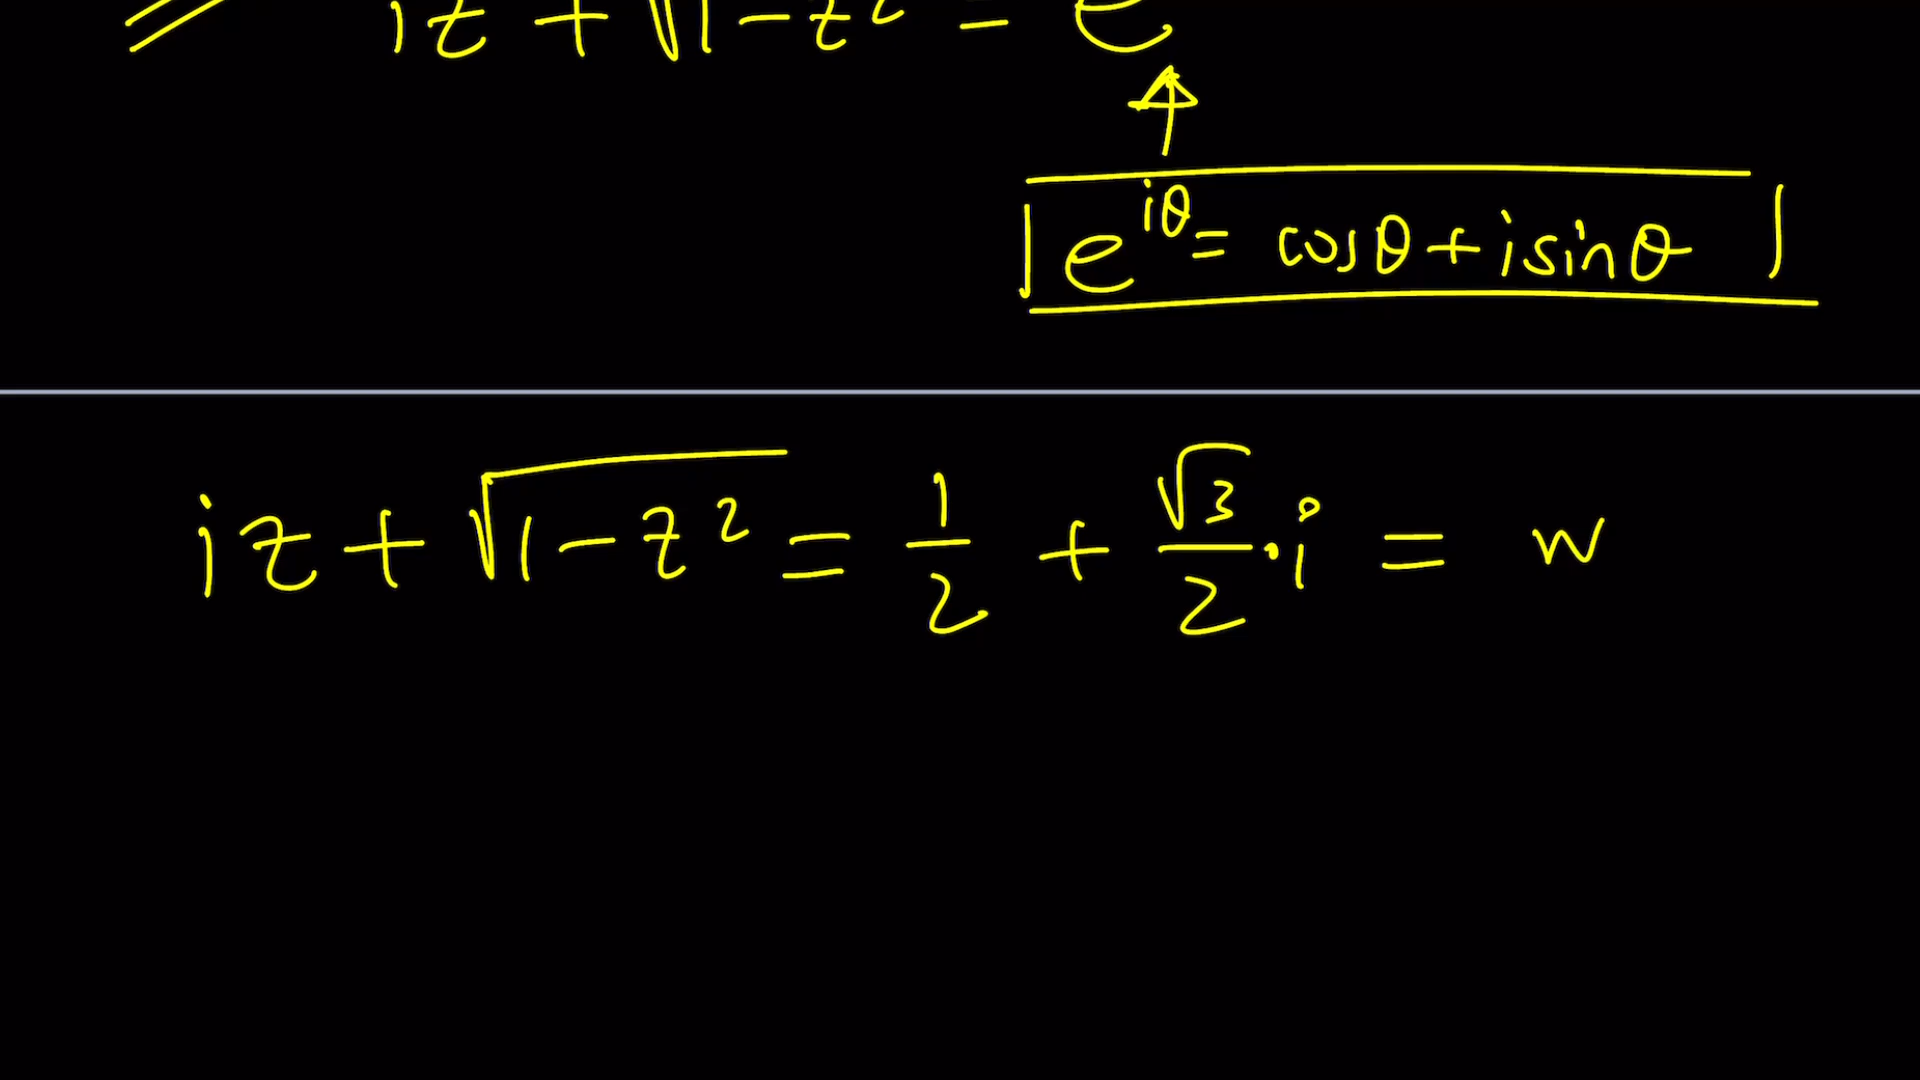 ⇒ iz + √1-z² = e
e^{iθ} = cosθ + i sinθ
iz + √1-z² = 1/2 + √3/2 · i = w